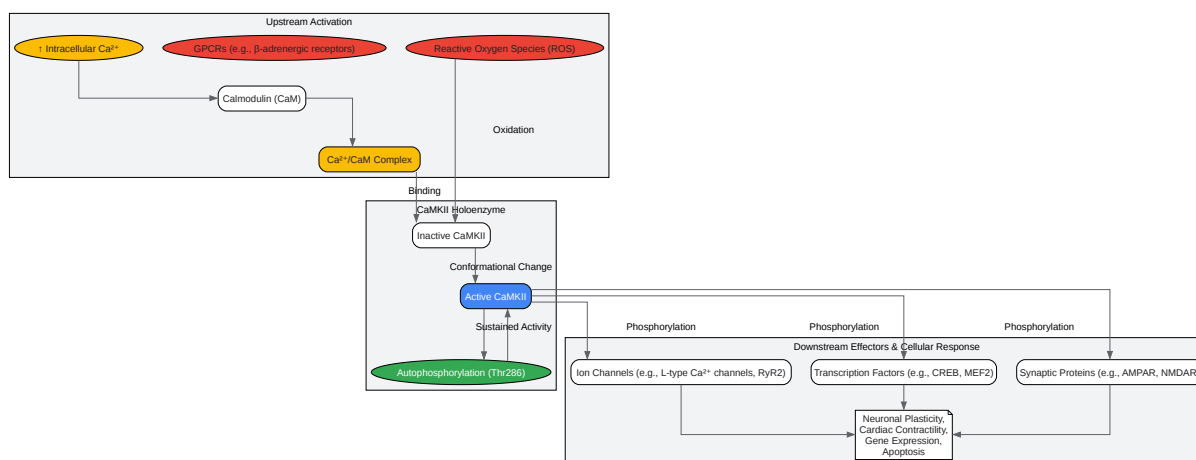 Upstream Activation
↑ Intracellular Ca²⁺
GPCRs (e.g., β-adrenergic receptors)
Reactive Oxygen Species (ROS)
Calmodulin (CaM)
Oxidation
Ca²⁺/CaM Complex
Binding
CaMKII Holoenzyme
Inactive CaMKII
Conformational Change
Active CaMKII
Sustained Activity
Autophosphorylation (Thr286)
Phosphorylation
Phosphorylation
Phosphorylation
Downstream Effectors & Cellular Response
Ion Channels (e.g., L-type Ca²⁺ channels, RyR2)
Transcription Factors (e.g., CREB, MEF2)
Synaptic Proteins (e.g., AMPAR, NMDAR
Neuronal Plasticity,
Cardiac Contractility,
Gene Expression,
Apoptosis